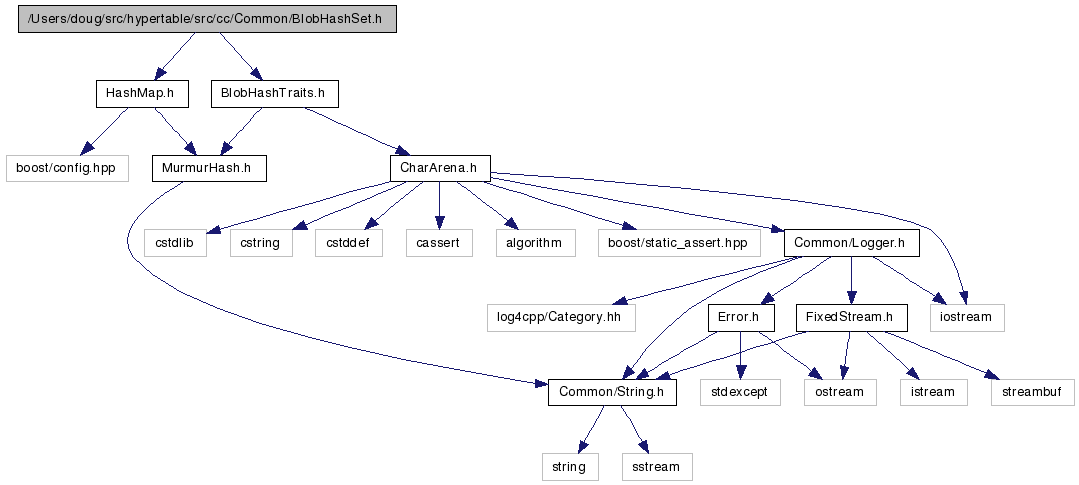 /Users/doug/src/hypertable/src/cc/Common/BlobHashSet.h
HashMap.h
BlobHashTraits.h
boost/config.hpp
MurmurHash.h
CharArena.h
cstdlib
cstring
cstddef
cassert
algorithm
boost/static_assert.hpp
Common/Logger.h
log4cpp/Category.hh
Error.h
FixedStream.h
iostream
Common/String.h
stdexcept
ostream
istream
streambuf
string
sstream